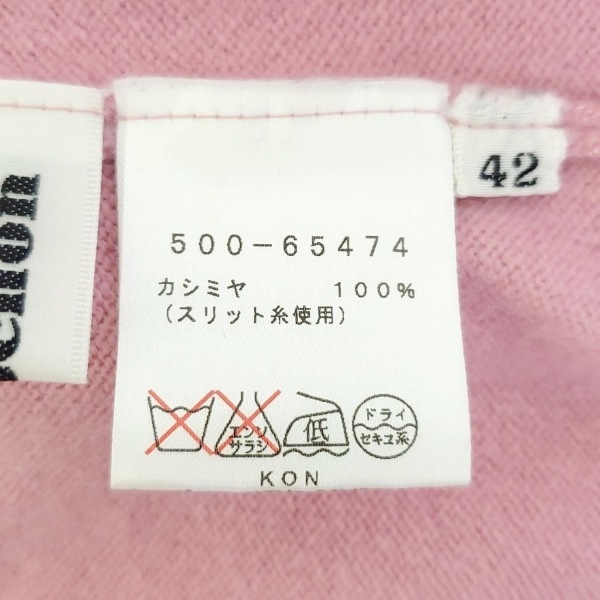 42
500-65474
カシミヤ 100%
(スリット糸使用)
エンソ
サラシ
低
ドライ
セキユ系
KON